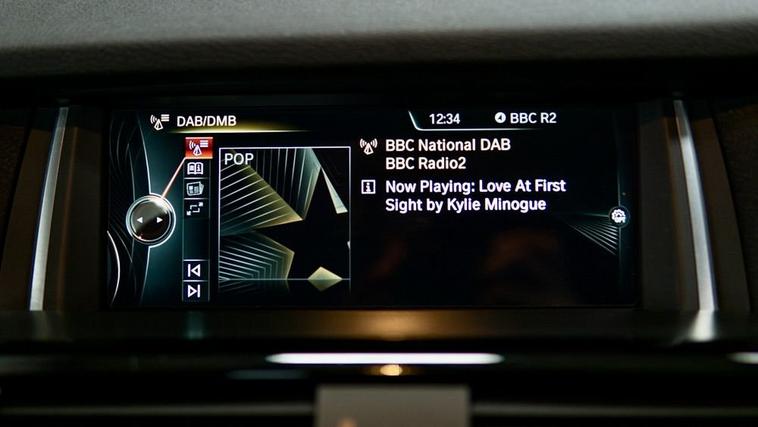 DAB/DMB
12:34
BBC R2
POP
BBC National DAB
BBC Radio2
Now Playing: Love At First
Sight by Kylie Minogue